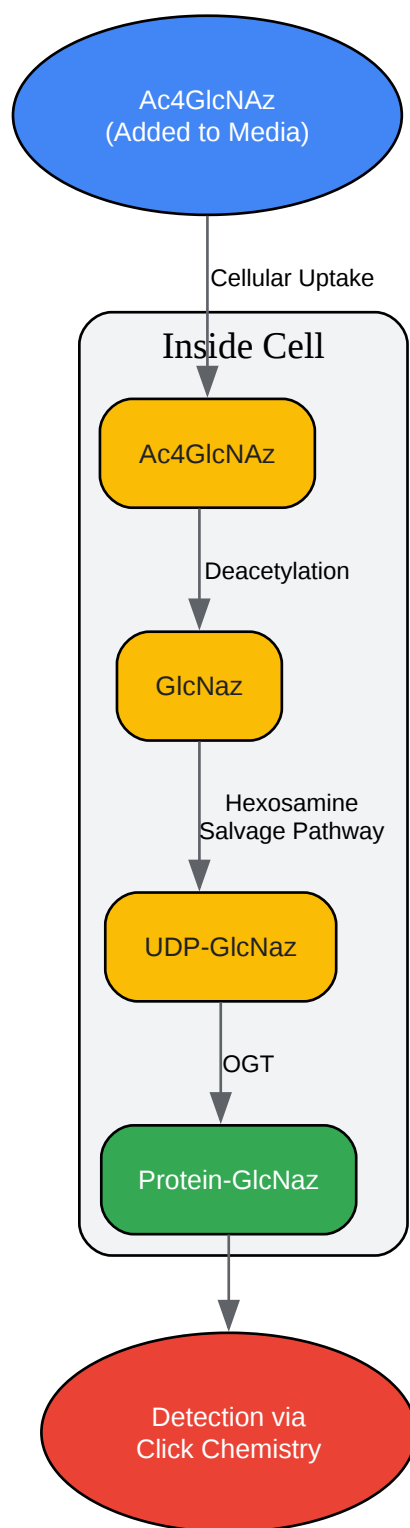 Ac4GlcNAz
(Added to Media)
Cellular Uptake
Inside Cell
Ac4GlcNAz
Deacetylation
GlcNaz
Hexosamine
Salvage Pathway
UDP-GlcNaz
OGT
Protein-GlcNaz
Detection via
Click Chemistry